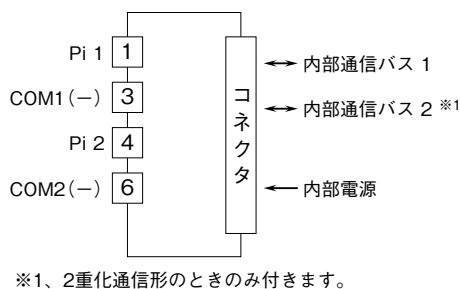 Pi 1 1
COM1(−) 3
Pi 2 4
COM2(−) 6
コネクタ
内部通信バス 1
内部通信バス 2 ※1
内部電源
※1、2重化通信形のときのみ付きます。